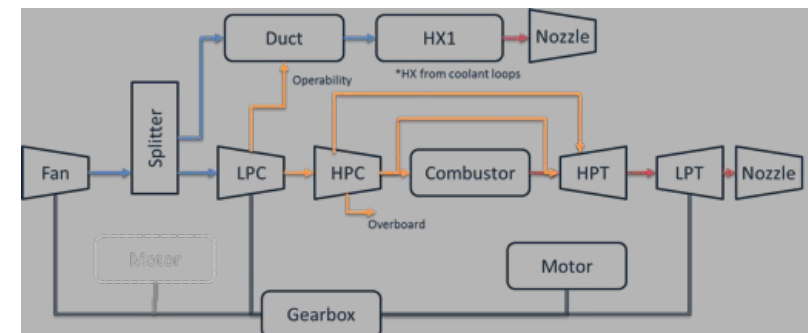 Duct
HX1
Nozzle
*HX from coolant loops
Operability
Splitter
Fan
LPC
HPC
Combustor
HPT
LPT
Nozzle
Overboard
Motor
Motor
Gearbox